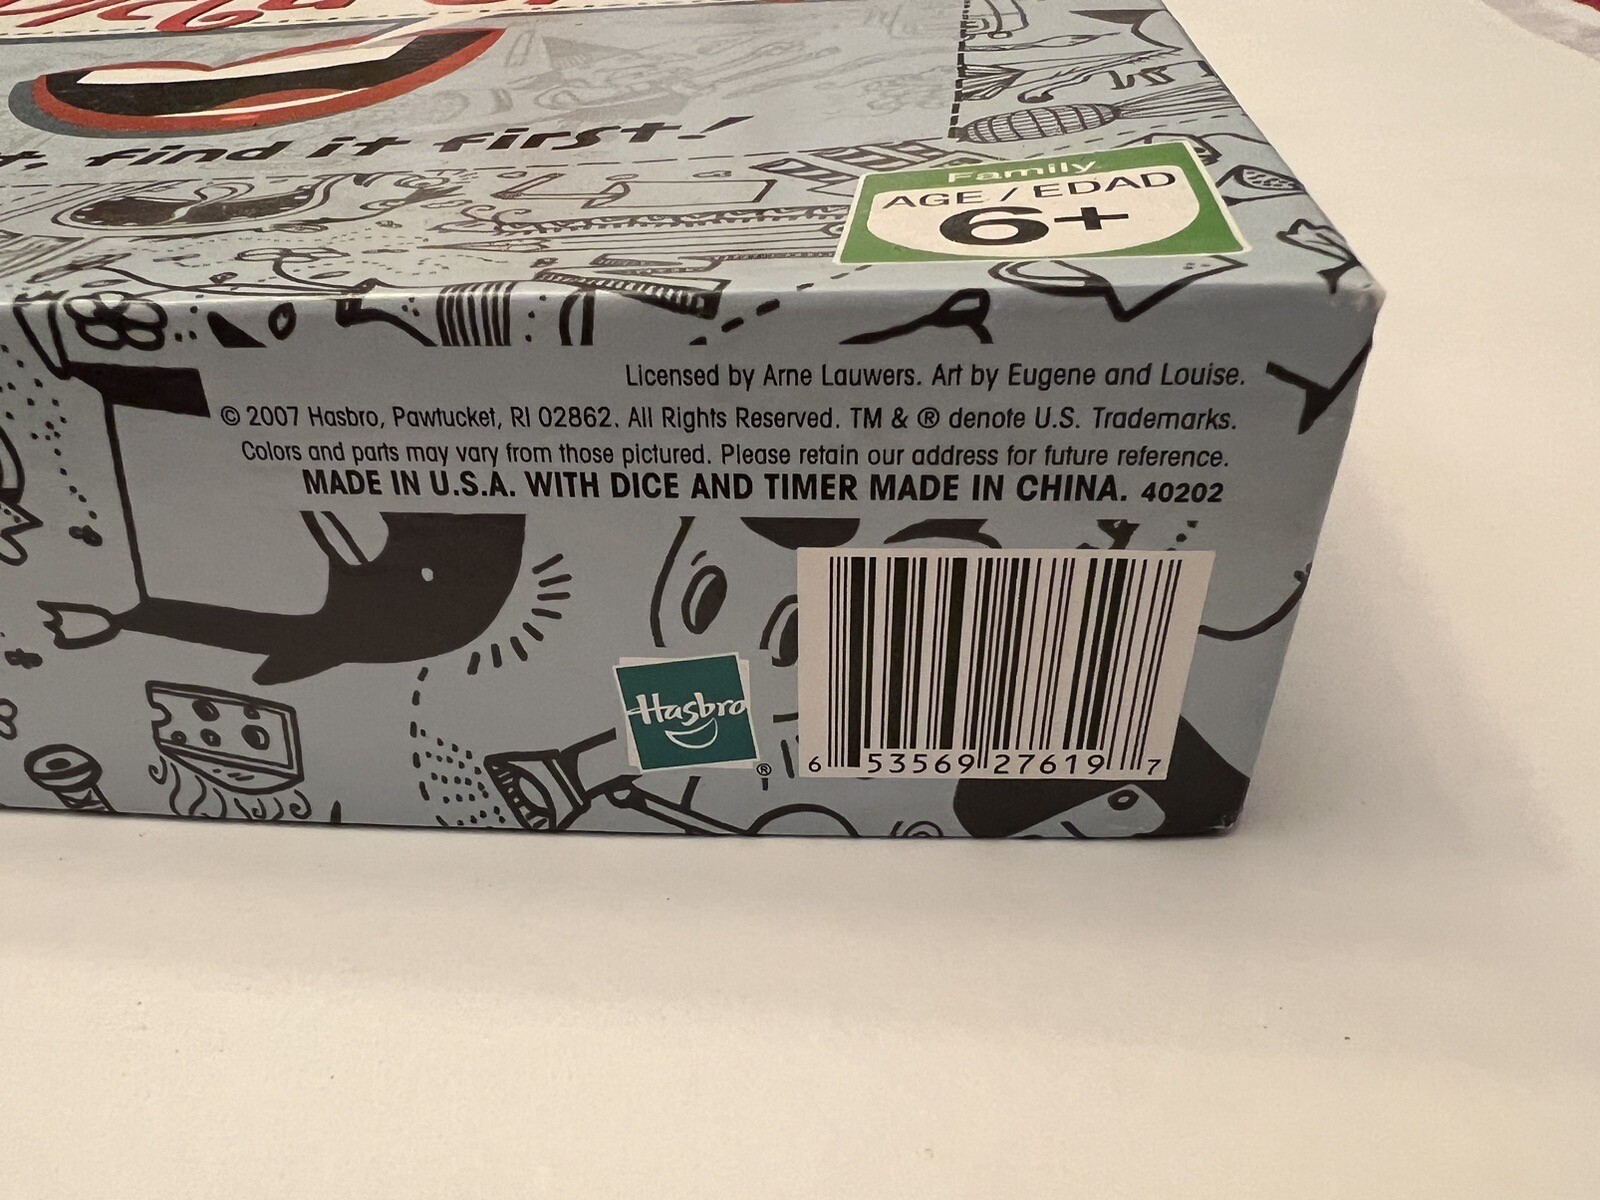 find it first!
Family
AGE / EDAD
6+
Licensed by Arne Lauwers. Art by Eugene and Louise.
© 2007 Hasbro, Pawtucket, RI 02862. All Rights Reserved. TM & ® denote U.S. Trademarks.
Colors and parts may vary from those pictured. Please retain our address for future reference.
MADE IN U.S.A. WITH DICE AND TIMER MADE IN CHINA. 40202
Hasbro
®
6 53569 27619 7